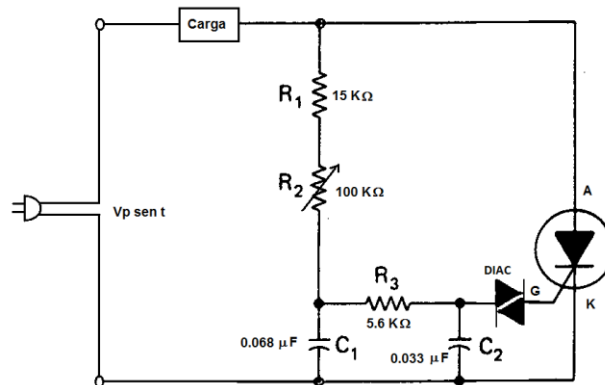 Carga
R1
15 KΩ
R2
100 KΩ
Vp sen t
A
R3
DIAC
G
K
5.6 KΩ
0.068 µF
C1
0.033 µF
C2